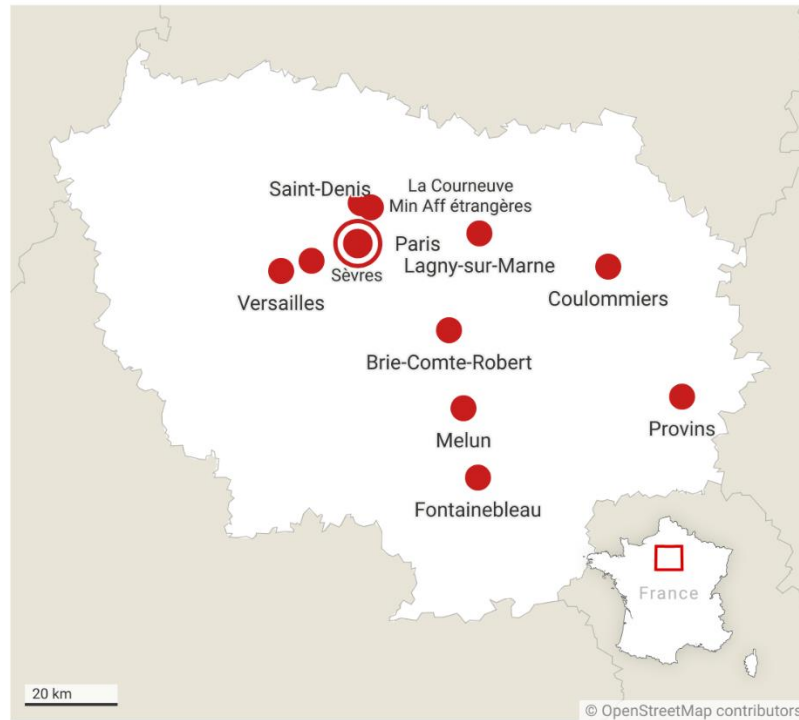 Saint-Denis
La Courneuve
Min Aff étrangères
Paris
Lagny-sur-Marne
Sèvres
Versailles
Coulommiers
Brie-Comte-Robert
Melun
Provins
Fontainebleau
France
20 km
© OpenStreetMap contributors